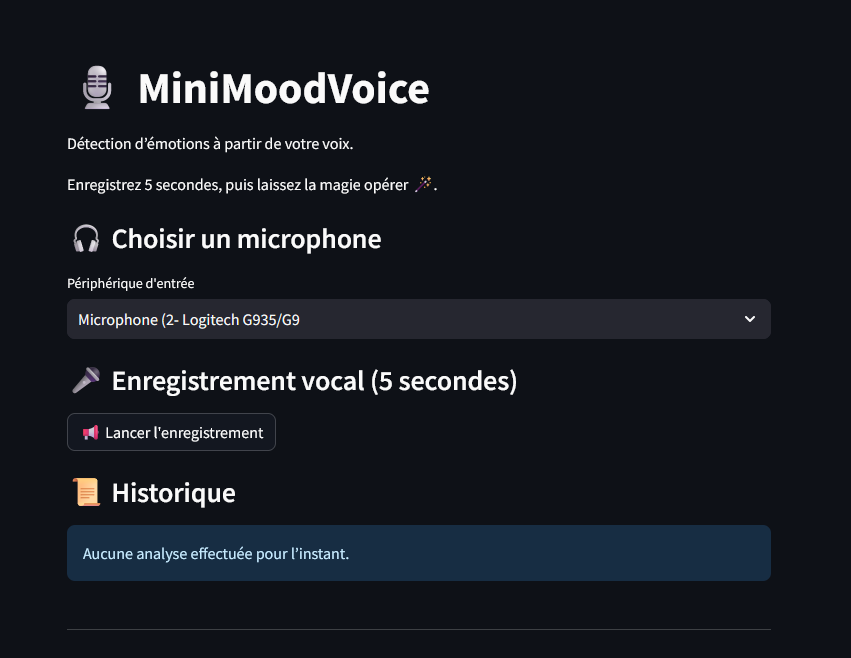 MiniMoodVoice
Détection d’émotions à partir de votre voix.
Enregistrez 5 secondes, puis laissez la magie opérer 🪄.
🎧 Choisir un microphone
Périphérique d'entrée
Microphone (2- Logitech G935/G9
🎤 Enregistrement vocal (5 secondes)
📢 Lancer l'enregistrement
📜 Historique
Aucune analyse effectuée pour l’instant.